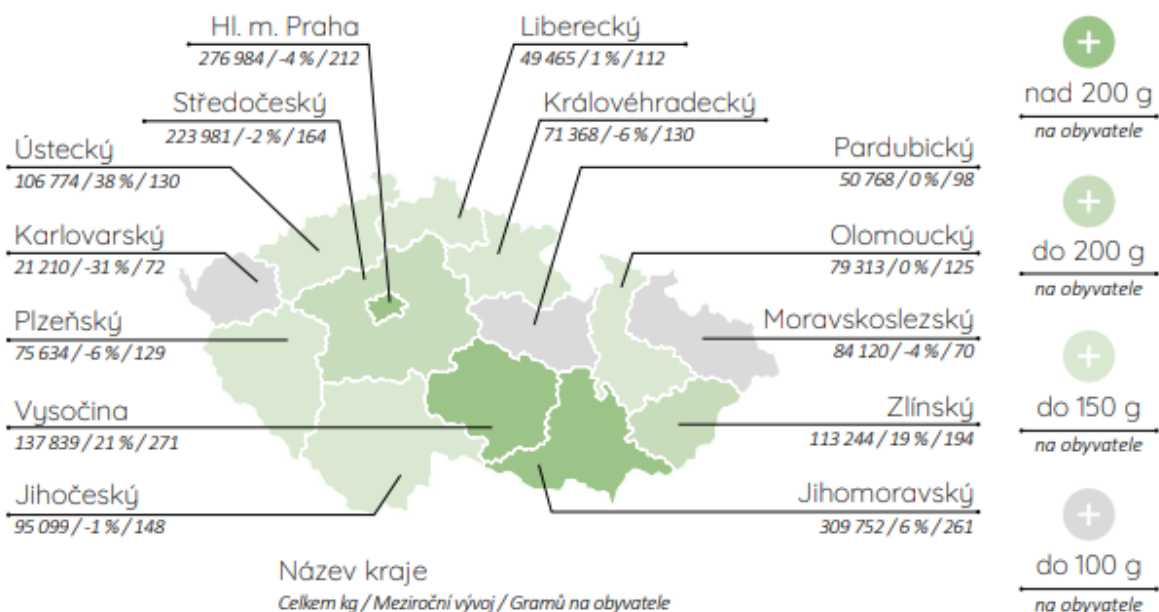 Hl. m. Praha
276 984 / -4 % / 212
Liberecký
49 465 / 1 % / 112
Středočeský
223 981 / -2 % / 164
Královéhradecký
71 368 / -6 % / 130
Ústecký
106 774 / 38 % / 130
Pardubický
50 768 / 0 % / 98
Karlovarský
21 210 / -31 % / 72
Olomoucký
79 313 / 0 % / 125
Plzeňský
75 634 / -6 % / 129
Moravskoslezský
84 120 / -4 % / 70
Vysočina
137 839 / 21 % / 271
Zlínský
113 244 / 19 % / 194
Jihočeský
95 099 / -1 % / 148
Jihomoravský
309 752 / 6 % / 261
Název kraje
Celkem kg / Meziroční vývoj / Gramů na obyvatele
nad 200 g
na obyvatele
do 200 g
na obyvatele
do 150 g
na obyvatele
do 100 g
na obyvatele